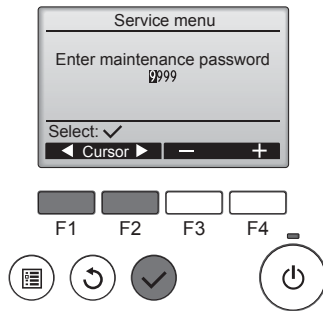 Service menu
Enter maintenance password
9999
Select: ✓
◀ Cursor ▶ − +
F1 F2 F3 F4